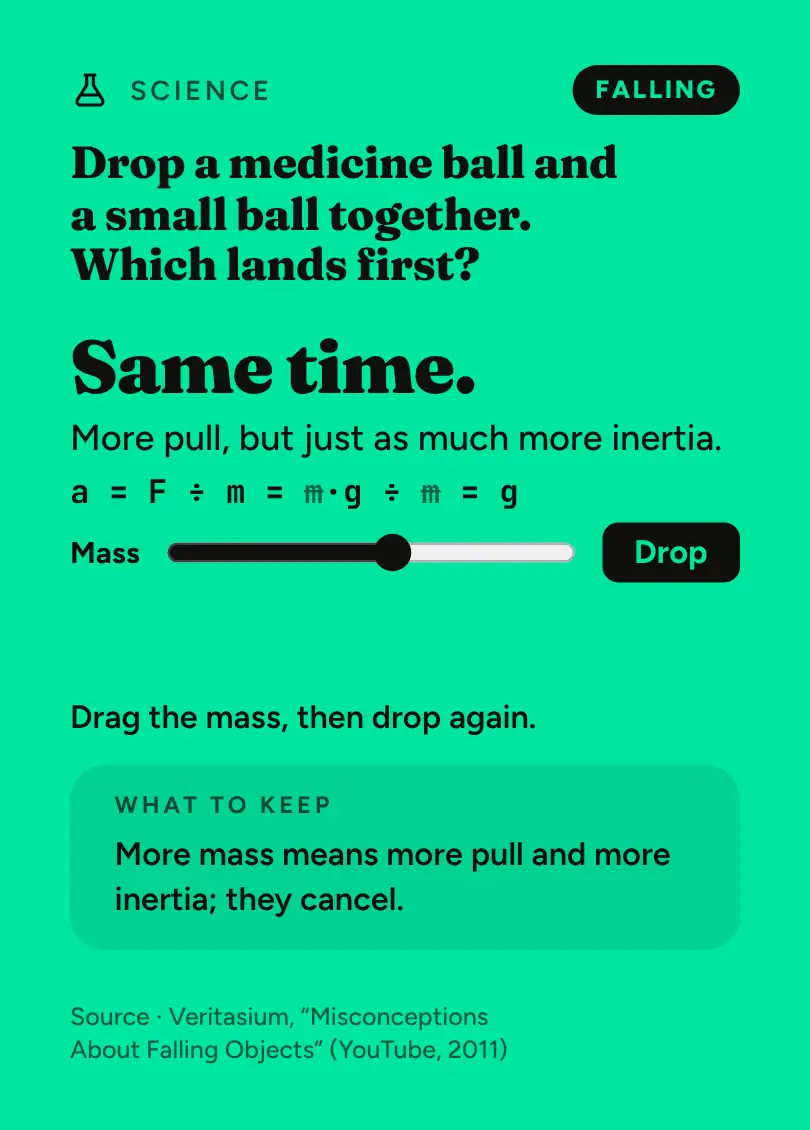 SCIENCE
FALLING
Drop a medicine ball and
a small ball together.
Which lands first?
Same time.
More pull, but just as much more inertia.
a = F ÷ m = m·g ÷ m = g
Mass
Drop
Drag the mass, then drop again.
WHAT TO KEEP
More mass means more pull and more
inertia; they cancel.
Source · Veritasium, “Misconceptions
About Falling Objects” (YouTube, 2011)